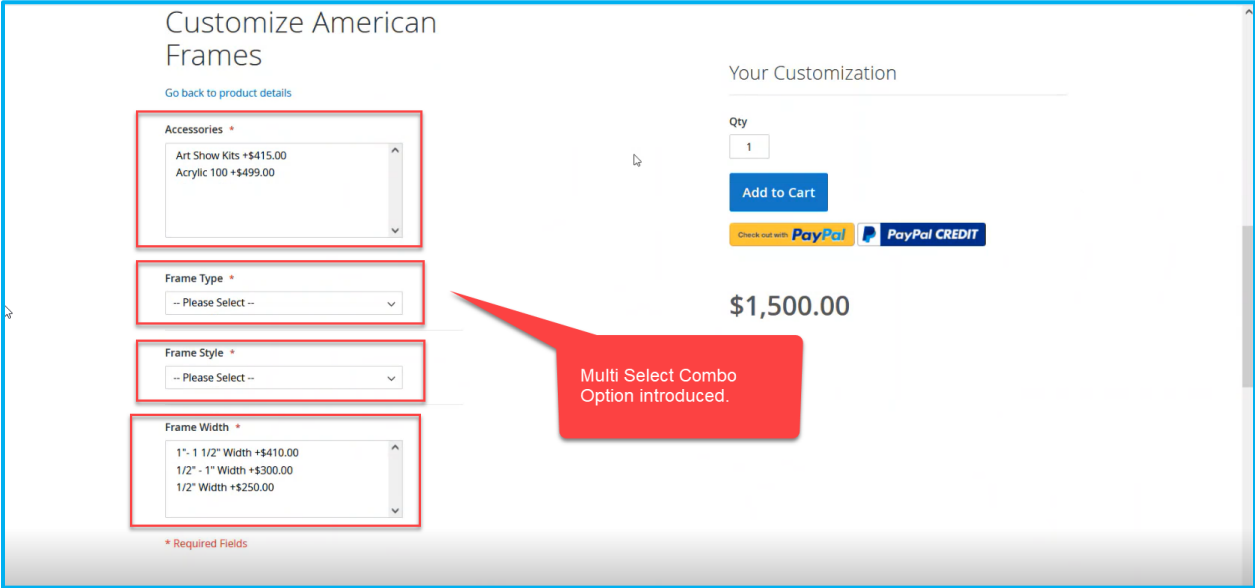 Customize American
Frames
Go back to product details
Accessories *
Art Show Kits +$415.00
Acrylic 100 +$499.00
Frame Type *
-- Please Select --
Frame Style *
-- Please Select --
Frame Width *
1"- 1 1/2" Width +$410.00
1/2" - 1" Width +$300.00
1/2" Width +$250.00
* Required Fields
Your Customization
Qty
1
Add to Cart
Check out with PayPal
PayPal CREDIT
$1,500.00
Multi Select Combo
Option introduced.